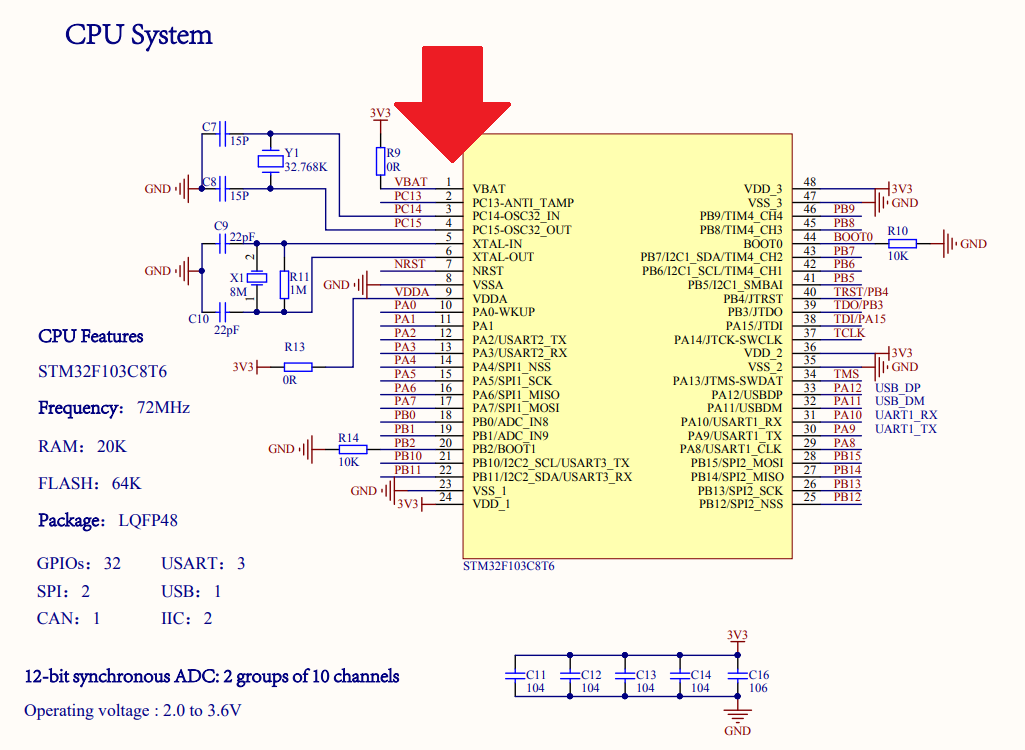 CPU System
3V3
C7
15P
Y1
32.768K
R9
0R
GND
C8
15P
C9
22pF
GND
2
X1
8M
1
R11
1M
C10
22pF
R13
3V3
0R
GND
R14
10K
GND
GND
3V3
VBAT 1 VBAT
PC13 2 PC13-ANTI_TAMP
PC14 3 PC14-OSC32_IN
PC15 4 PC15-OSC32_OUT
5 XTAL-IN
6 XTAL-OUT
NRST 7 NRST
8 VSSA
VDDA 9 VDDA
PA0 10 PA0-WKUP
PA1 11 PA1
PA2 12 PA2/USART2_TX
PA3 13 PA3/USART2_RX
PA4 14 PA4/SPI1_NSS
PA5 15 PA5/SPI1_SCK
PA6 16 PA6/SPI1_MISO
PA7 17 PA7/SPI1_MOSI
PB0 18 PB0/ADC_IN8
PB1 19 PB1/ADC_IN9
PB2 20 PB2/BOOT1
PB10 21 PB10/I2C2_SCL/USART3_TX
PB11 22 PB11/I2C2_SDA/USART3_RX
23 VSS_1
24 VDD_1
VDD_3 48 3V3
VSS_3 47 GND
PB9/TIM4_CH4 46 PB9
PB8/TIM4_CH3 45 PB8
BOOT0 44 BOOT0
R10
10K
GND
PB7/I2C1_SDA/TIM4_CH2 43 PB7
PB6/I2C1_SCL/TIM4_CH1 42 PB6
PB5/I2C1_SMBAI 41 PB5
PB4/JTRST 40 TRST/PB4
PB3/JTDO 39 TDO/PB3
PA15/JTDI 38 TDI/PA15
PA14/JTCK-SWCLK 37 TCLK
VDD_2 36 3V3
VSS_2 35 GND
PA13/JTMS-SWDAT 34 TMS
PA12/USBDP 33 PA12 USB_DP
PA11/USBDM 32 PA11 USB_DM
PA10/USART1_RX 31 PA10 UART1_RX
PA9/USART1_TX 30 PA9 UART1_TX
PA8/USART1_CLK 29 PA8
PB15/SPI2_MOSI 28 PB15
PB14/SPI2_MISO 27 PB14
PB13/SPI2_SCK 26 PB13
PB12/SPI2_NSS 25 PB12
STM32F103C8T6
CPU Features
STM32F103C8T6
Frequency：72MHz
RAM：20K
FLASH：64K
Package：LQFP48
GPIOs：32 USART：3
SPI：2 USB：1
CAN：1 IIC：2
12-bit synchronous ADC: 2 groups of 10 channels
Operating voltage : 2.0 to 3.6V
3V3
C11 C12 C13 C14 C16
104 104 104 104 106
GND